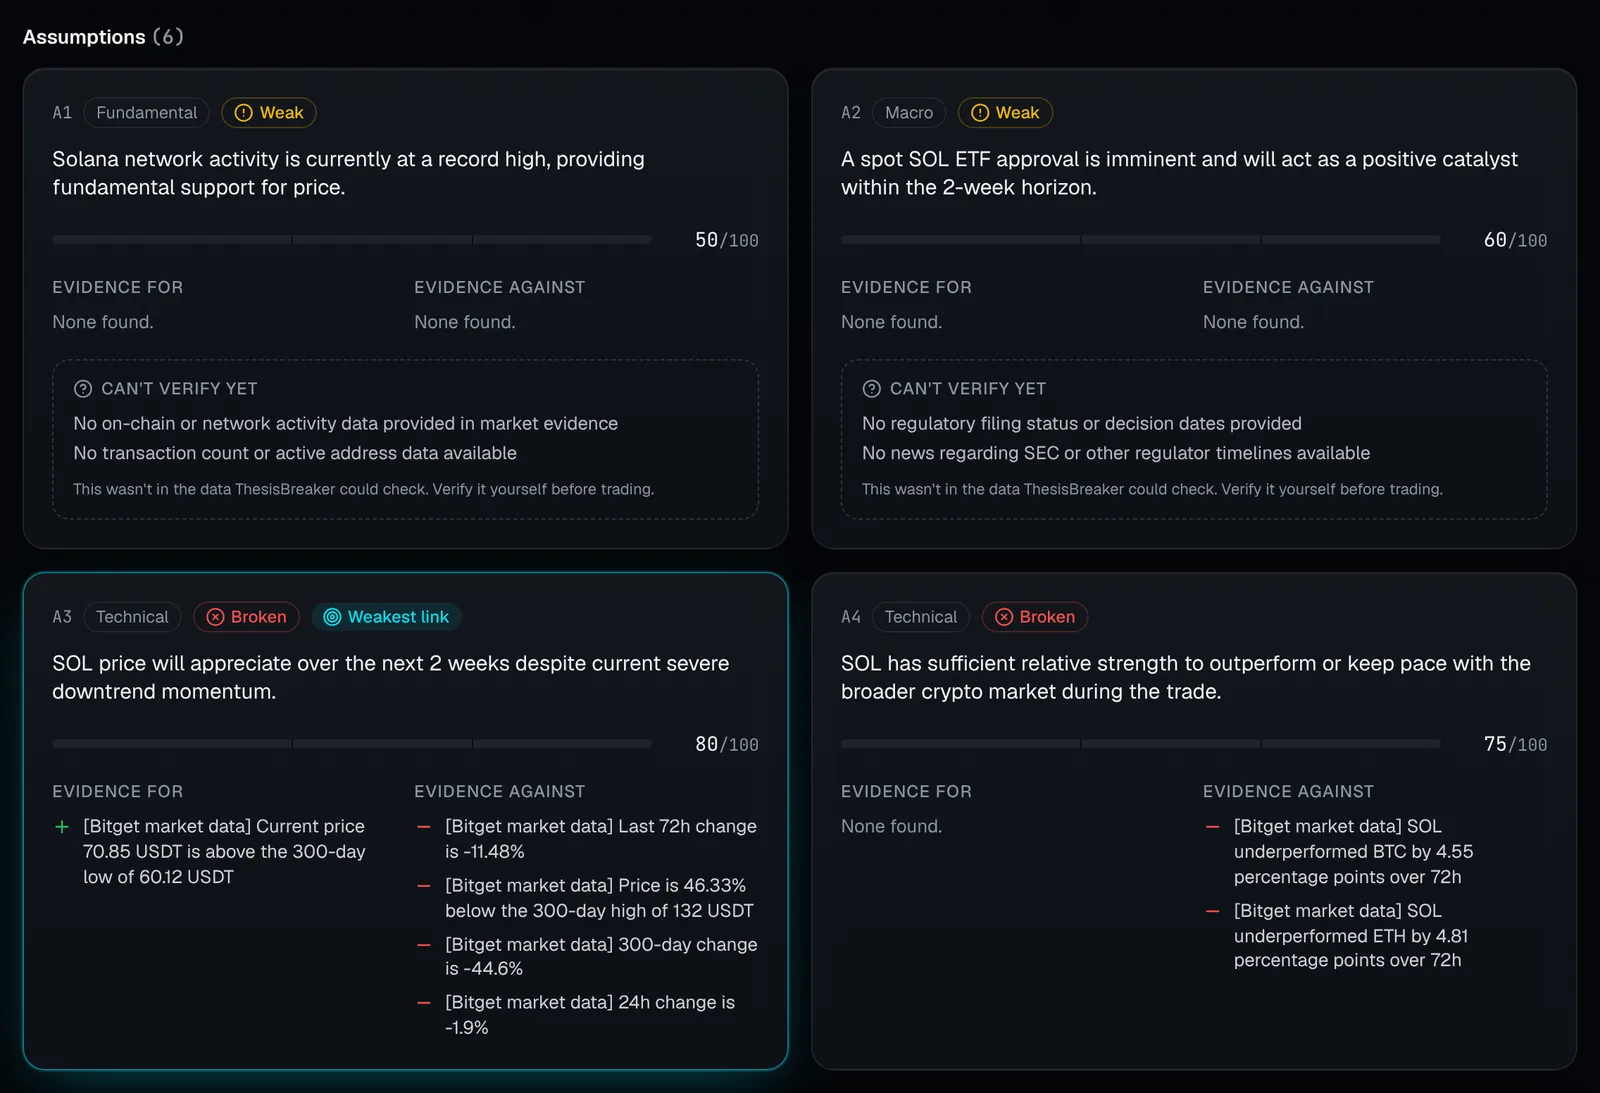 Assumptions (6)
A1 Fundamental Weak
Solana network activity is currently at a record high, providing
fundamental support for price.
50/100
EVIDENCE FOR
None found.
EVIDENCE AGAINST
None found.
CAN'T VERIFY YET
No on-chain or network activity data provided in market evidence
No transaction count or active address data available
This wasn't in the data ThesisBreaker could check. Verify it yourself before trading.
A2 Macro Weak
A spot SOL ETF approval is imminent and will act as a positive catalyst
within the 2-week horizon.
60/100
EVIDENCE FOR
None found.
EVIDENCE AGAINST
None found.
CAN'T VERIFY YET
No regulatory filing status or decision dates provided
No news regarding SEC or other regulator timelines available
This wasn't in the data ThesisBreaker could check. Verify it yourself before trading.
A3 Technical Broken Weakest link
SOL price will appreciate over the next 2 weeks despite current severe
downtrend momentum.
80/100
EVIDENCE FOR
+ [Bitget market data] Current price
70.85 USDT is above the 300-day
low of 60.12 USDT
EVIDENCE AGAINST
— [Bitget market data] Last 72h change
is -11.48%
— [Bitget market data] Price is 46.33%
below the 300-day high of 132 USDT
— [Bitget market data] 300-day change
is -44.6%
— [Bitget market data] 24h change is
-1.9%
A4 Technical Broken
SOL has sufficient relative strength to outperform or keep pace with the
broader crypto market during the trade.
75/100
EVIDENCE FOR
None found.
EVIDENCE AGAINST
— [Bitget market data] SOL
underperformed BTC by 4.55
percentage points over 72h
— [Bitget market data] SOL
underperformed ETH by 4.81
percentage points over 72h